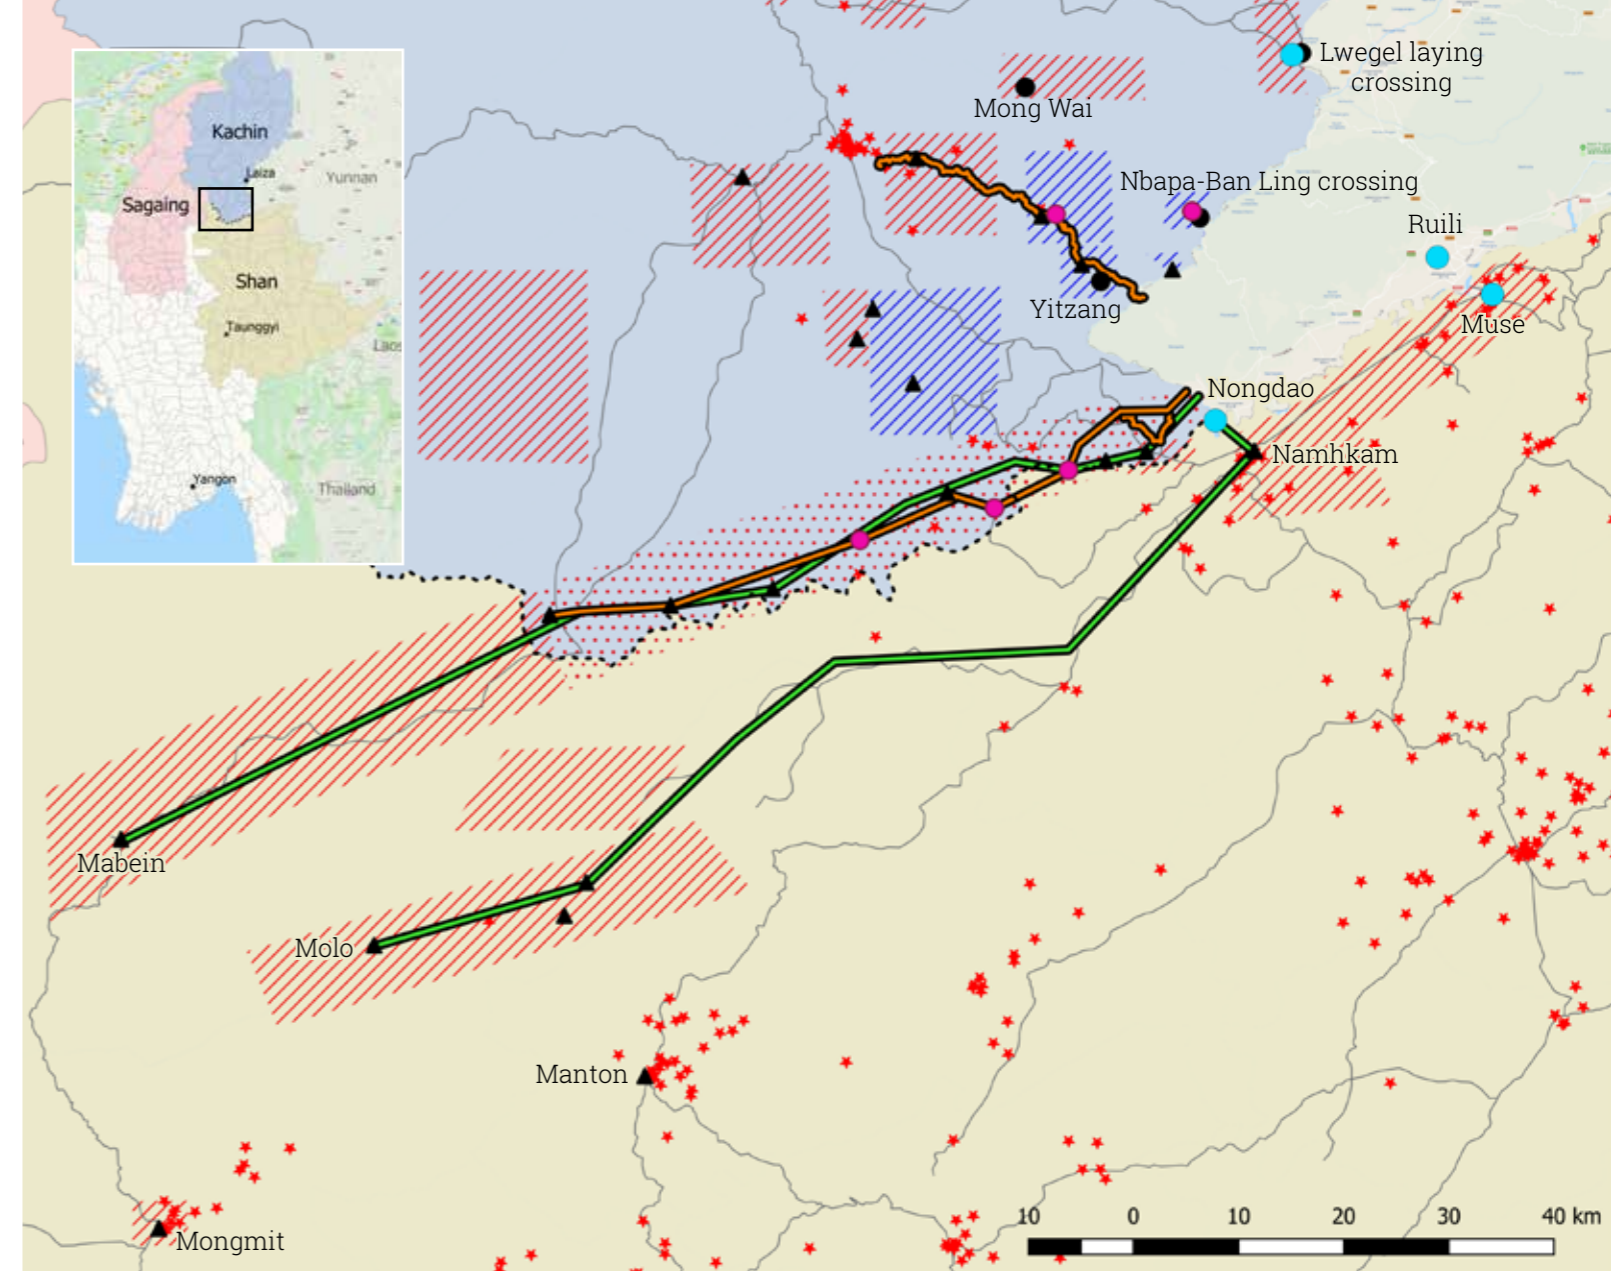 Lwegel laying
crossing
Mong Wai
Nbapa-Ban Ling crossing
Ruili
Yitzang
Muse
Nongdao
Namhkam
Mabein
Molo
Manton
Mongmit
Kachin
Laiza
Yunnan
Sagaing
Shan
Taunggyi
Laos
Yangon
Thailand
10 0 10 20 30 40 km